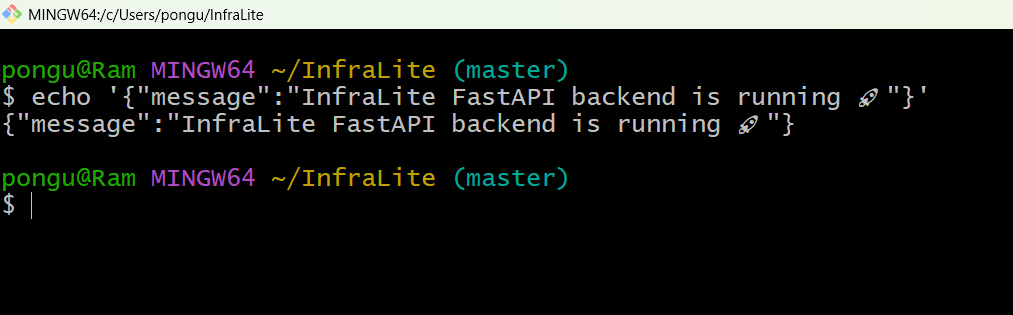 MINGW64:/c/Users/pongu/InfraLite
pongu@Ram MINGW64 ~/InfraLite (master)
$ echo '{"message":"InfraLite FastAPI backend is running 🚀"}'
{"message":"InfraLite FastAPI backend is running 🚀"}
pongu@Ram MINGW64 ~/InfraLite (master)
$